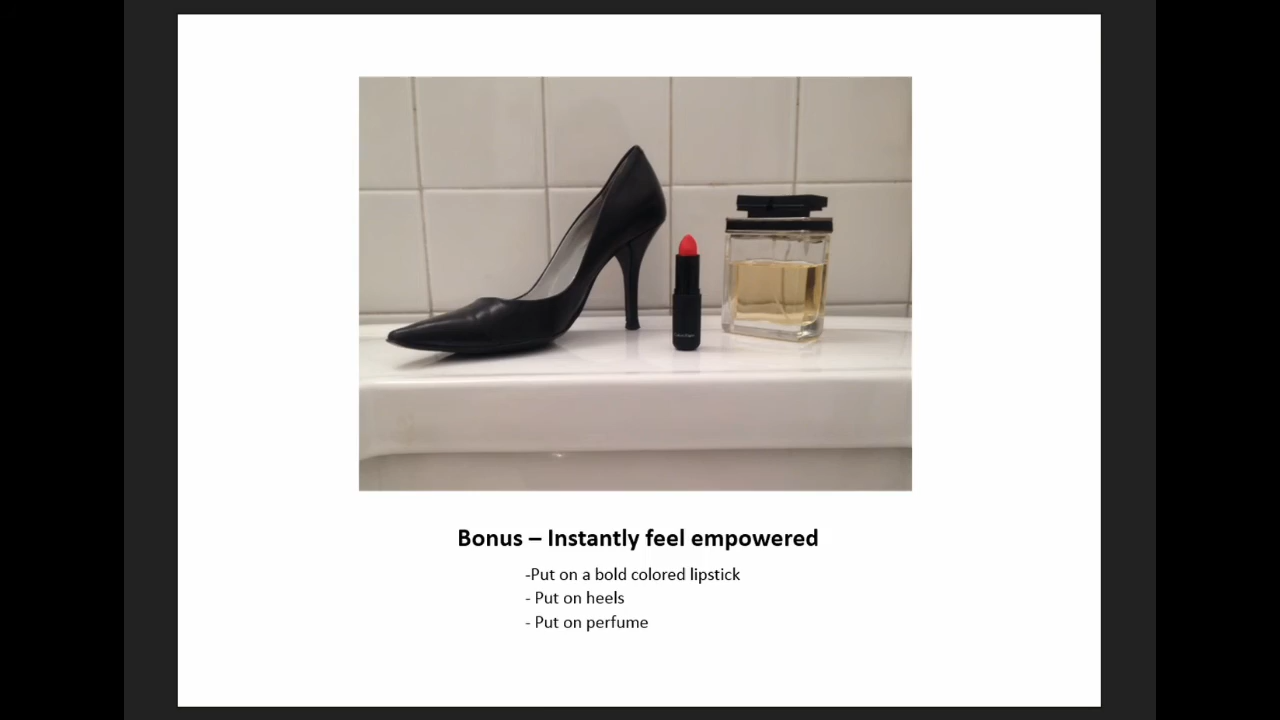 Bonus – Instantly feel empowered
-Put on a bold colored lipstick
- Put on heels
- Put on perfume